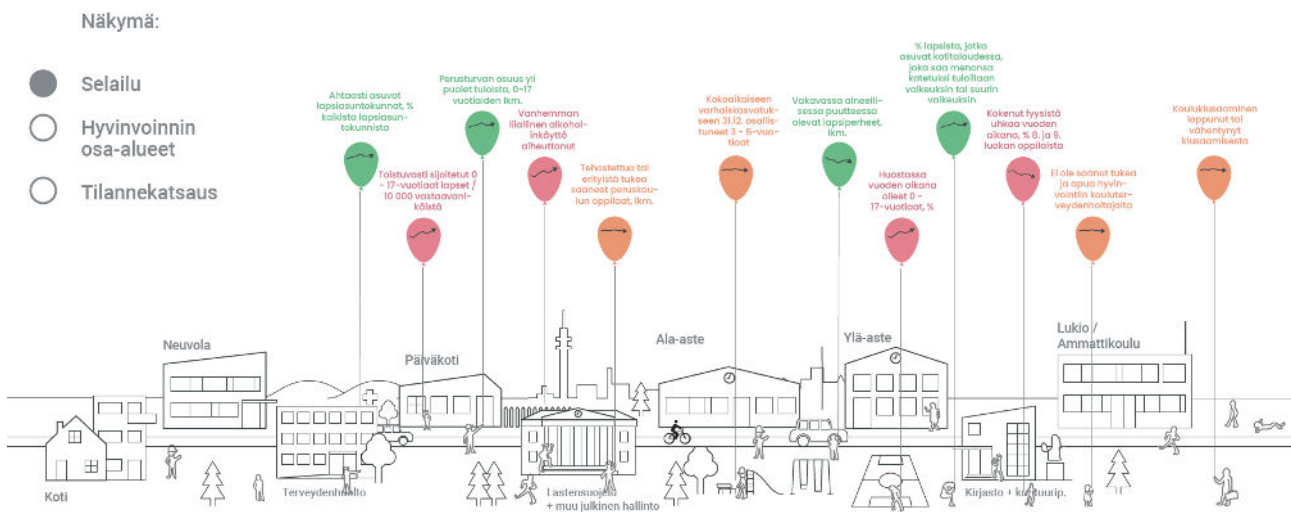 Näkymä:
Selailu
Hyvinvoinnin
osa-alueet
Tilannekatsaus
Ahtaasti asuvat
lapsiasuntokunnat, %
kaikista lapsiasun-
tokunnista
Toistuvasti sijoitetut 0
- 17-vuotiaat lapset /
10 000 vastaavani-
käistä
Perusturvan osuus yli
puolet tuloista, 0-17
vuotiaiden lkm.
Vanhemman
liiallinen alkohol-
inkäyttö
aiheuttanut
Tehostettua tai
erityistä tukea
saaneet peruskou-
lun oppilaat, lkm.
Kokoaikaiseen
varhaiskasvatuk-
seen 31.12. osallis-
tuneet 3 - 5-vuo-
tiaat
Vakavassa aineelli-
sessa puutteessa
olevat lapsiperheet,
lkm.
Huostassa
vuoden aikana
olleet 0 -
17-vuotiaat, %
% lapsista, jotka
asuvat kotitaloudessa,
joka saa menonsa
katetuksi tuloillaan
vaikeuksin tai suurin
vaikeuksin
Kokenut fyysistä
uhkaa vuoden
aikana, % 8. ja 9.
luokan oppilaista
Ei ole saanut tukea
ja apua hyvin-
vointiin kouluter-
veydenhoitajalta
Koulukiusaaminen
loppunut tai
vähentynyt
kiusaamisesta
Neuvola
Päiväkoti
Ala-aste
Ylä-aste
Lukio /
Ammattikoulu
Koti
Terveydenhuolto
Lastensuojelu
+ muu julkinen hallinto
Kirjasto + kulttuurip.